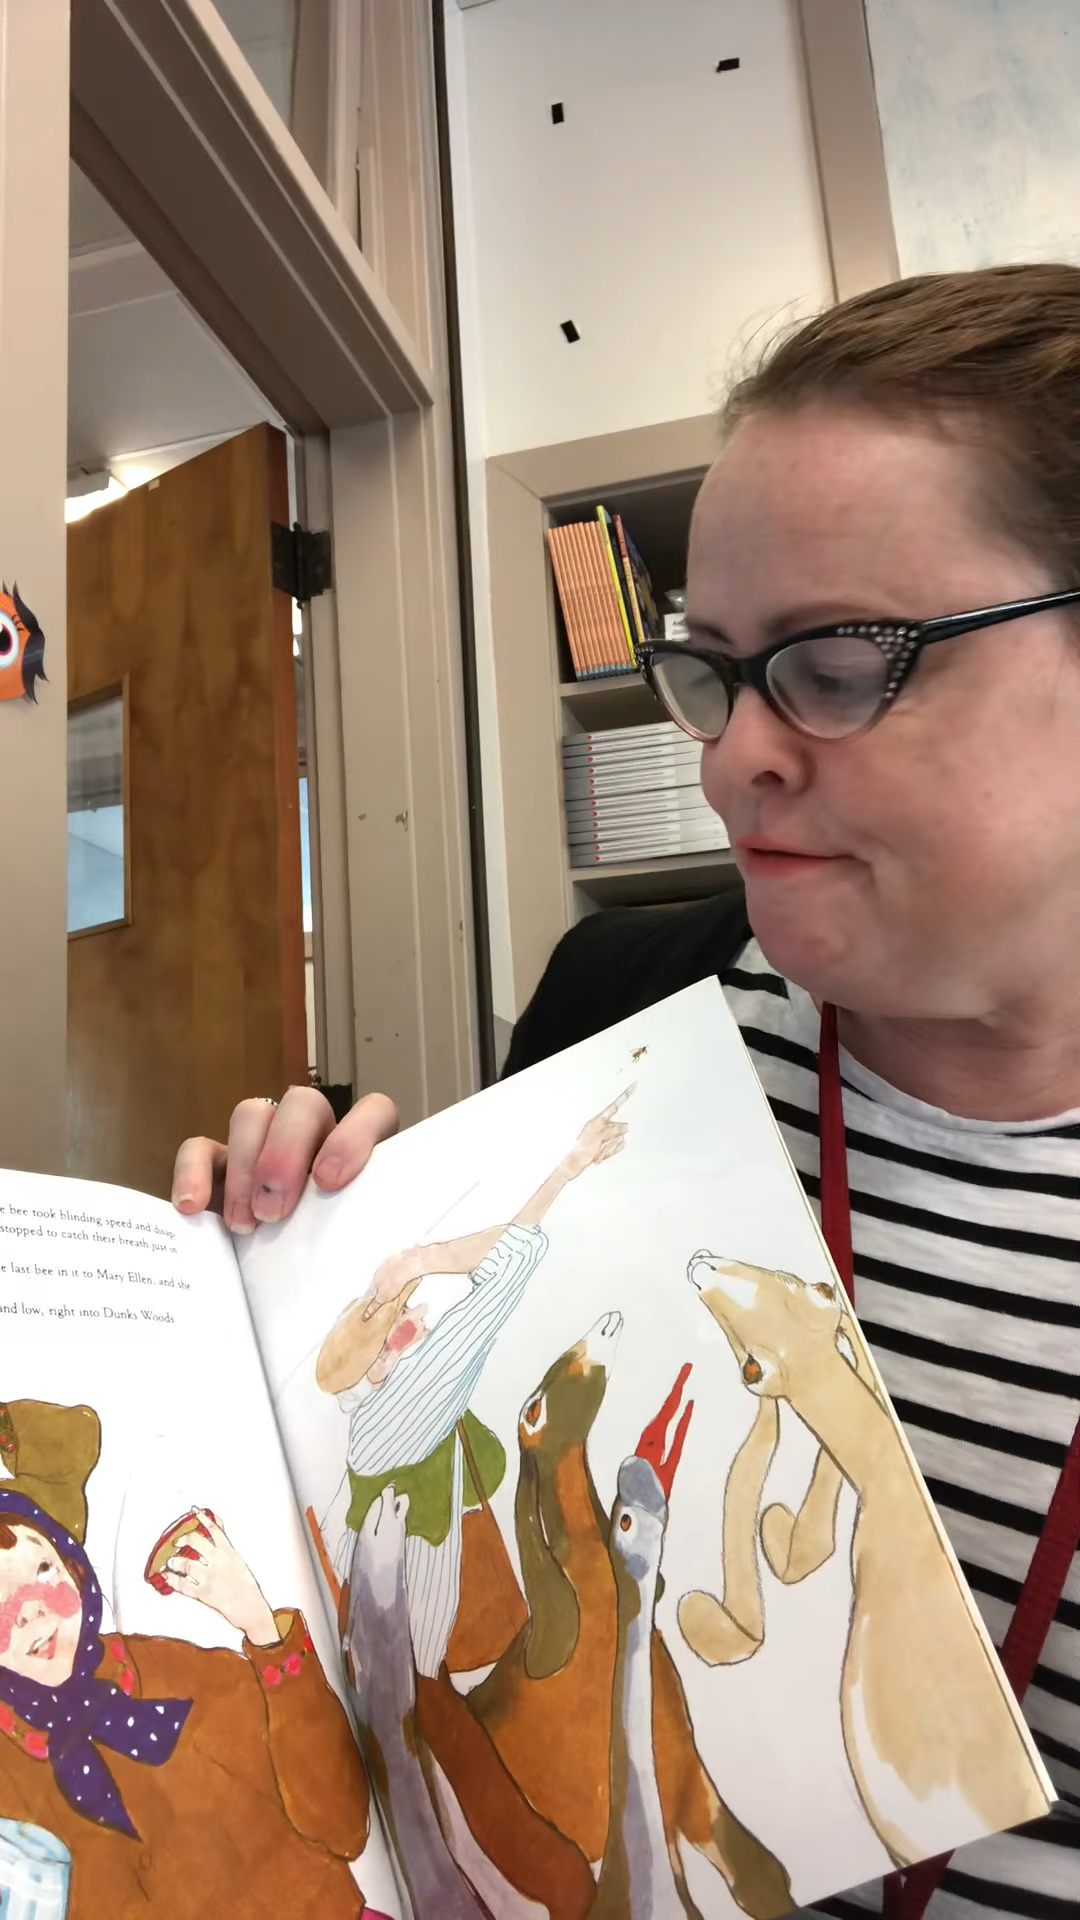 e bee took blinding speed and disap-
stopped to catch their breath just in
e last bee in it to Mary Ellen, and she
and low, right into Dunks Woods